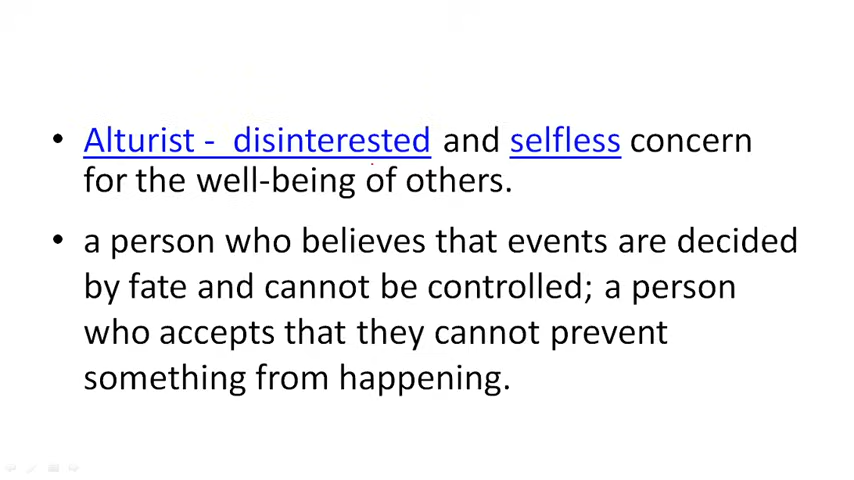 • Alturist - disinterested and selfless concern
for the well-being of others.
• a person who believes that events are decided
by fate and cannot be controlled; a person
who accepts that they cannot prevent
something from happening.